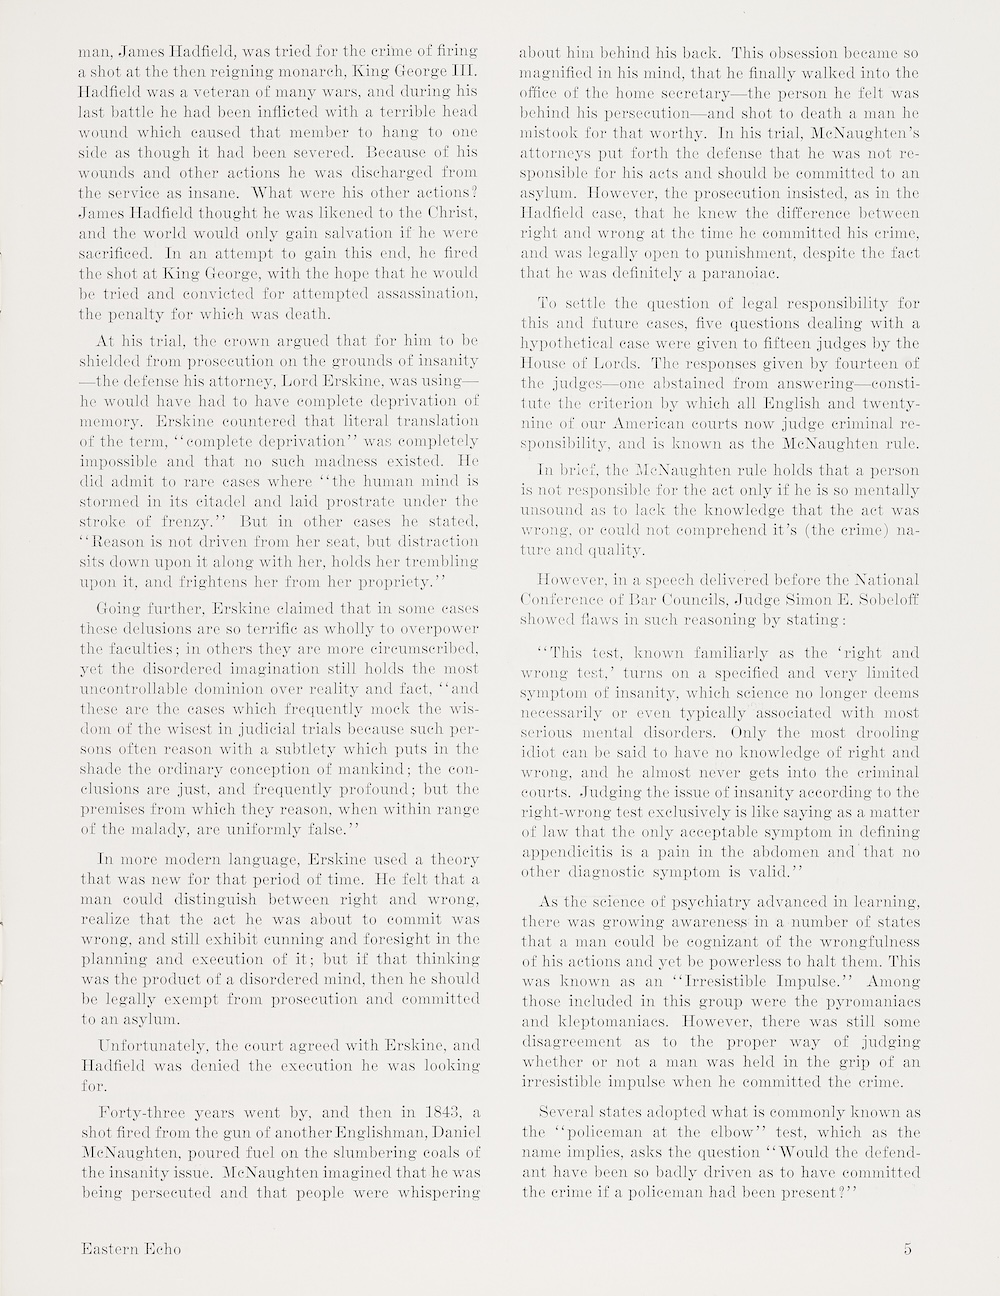 man, James Hadfield, was tried for the crime of firing
a shot at the then reigning monarch, King George III.
Hadfield was a veteran of many wars, and during his
last battle he had been inflicted with a terrible head
wound which caused that member to hang to one
side as though it had been severed. Because of his
wounds and other actions he was discharged from
the service as insane. What were his other actions?
James Hadfield thought he was likened to the Christ,
and the world would only gain salvation if he were
sacrificed. In an attempt to gain this end, he fired
the shot at King George, with the hope that he would
be tried and convicted for attempted assassination,
the penalty for which was death.
At his trial, the crown argued that for him to be
shielded from prosecution on the grounds of insanity
—the defense his attorney, Lord Erskine, was using—
he would have had to have complete deprivation of
memory. Erskine countered that literal translation
of the term, "complete deprivation" was completely
impossible and that no such madness existed. He
did admit to rare cases where "the human mind is
stormed in its citadel and laid prostrate under the
stroke of frenzy." But in other cases he stated,
"Reason is not driven from her seat, but distraction
sits down upon it along with her, holds her trembling
upon it, and frightens her from her propriety."
Going further, Erskine claimed that in some cases
these delusions are so terrific as wholly to overpower
the faculties; in others they are more circumscribed,
yet the disordered imagination still holds the most
uncontrollable dominion over reality and fact, "and
these are the cases which frequently mock the wis-
dom of the wisest in judicial trials because such per-
sons often reason with a subtlety which puts in the
shade the ordinary conception of mankind; the con-
clusions are just, and frequently profound; but the
premises from which they reason, when within range
of the malady, are uniformly false."
In more modern language, Erskine used a theory
that was new for that period of time. He felt that a
man could distinguish between right and wrong,
realize that the act he was about to commit was
wrong, and still exhibit cunning and foresight in the
planning and execution of it; but if that thinking
was the product of a disordered mind, then he should
be legally exempt from prosecution and committed
to an asylum.
Unfortunately, the court agreed with Erskine, and
Hadfield was denied the execution he was looking
for.
Forty-three years went by, and then in 1843, a
shot fired from the gun of another Englishman, Daniel
McNaughten, poured fuel on the slumbering coals of
the insanity issue. McNaughten imagined that he was
being persecuted and that people were whispering
about him behind his back. This obsession became so
magnified in his mind, that he finally walked into the
office of the home secretary—the person he felt was
behind his persecution—and shot to death a man he
mistook for that worthy. In his trial, McNaughten's
attorneys put forth the defense that he was not re-
sponsible for his acts and should be committed to an
asylum. However, the prosecution insisted, as in the
Hadfield case, that he knew the difference between
right and wrong at the time he committed his crime,
and was legally open to punishment, despite the fact
that he was definitely a paranoiac.
To settle the question of legal responsibility for
this and future cases, five questions dealing with a
hypothetical case were given to fifteen judges by the
House of Lords. The responses given by fourteen of
the judges—one abstained from answering—consti-
tute the criterion by which all English and twenty-
nine of our American courts now judge criminal re-
sponsibility, and is known as the McNaughten rule.
In brief, the McNaughten rule holds that a person
is not responsible for the act only if he is so mentally
unsound as to lack the knowledge that the act was
wrong, or could not comprehend it's (the crime) na-
ture and quality.
However, in a speech delivered before the National
Conference of Bar Councils, Judge Simon E. Sobeloff
showed flaws in such reasoning by stating:
"This test, known familiarly as the 'right and
wrong test,' turns on a specified and very limited
symptom of insanity, which science no longer deems
necessarily or even typically associated with most
serious mental disorders. Only the most drooling
idiot can be said to have no knowledge of right and
wrong, and he almost never gets into the criminal
courts. Judging the issue of insanity according to the
right-wrong test exclusively is like saying as a matter
of law that the only acceptable symptom in defining
appendicitis is a pain in the abdomen and that no
other diagnostic symptom is valid."
As the science of psychiatry advanced in learning,
there was growing awareness in a number of states
that a man could be cognizant of the wrongfulness
of his actions and yet be powerless to halt them. This
was known as an "Irresistible Impulse." Among
those included in this group were the pyromaniacs
and kleptomaniacs. However, there was still some
disagreement as to the proper way of judging
whether or not a man was held in the grip of an
irresistible impulse when he committed the crime.
Several states adopted what is commonly known as
the "policeman at the elbow" test, which as the
name implies, asks the question "Would the defend-
ant have been so badly driven as to have committed
the crime if a policeman had been present?"
Eastern Echo
5